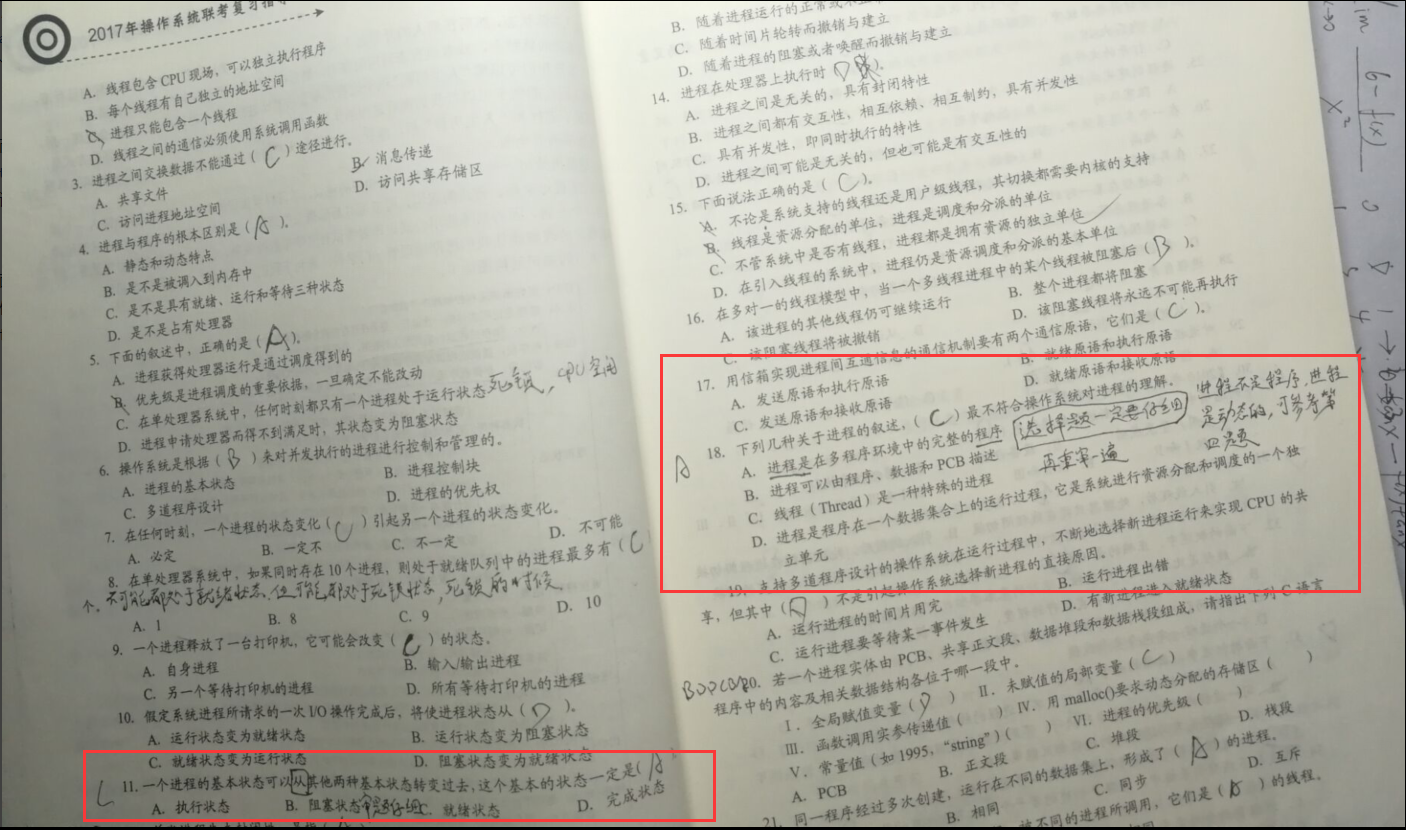 2017年操作系统联考复习指导
A. 线程包含 CPU 现场，可以独立执行程序
B. 每个线程有自己独立的地址空间
C. 进程只能包含一个线程
D. 线程之间的通信必须使用系统调用函数
3. 进程之间交换数据不能通过（ C ）途径进行。
A. 共享文件
B. 消息传递
C. 访问进程地址空间
D. 访问共享存储区
4. 进程与程序的根本区别是（ A ）。
A. 静态和动态特点
B. 是不是被调入到内存中
C. 是不是具有就绪、运行和等待三种状态
D. 是不是占有处理器
5. 下面的叙述中，正确的是（ A ）。
A. 进程获得处理器运行是通过调度得到的
B. 优先级是进程调度的重要依据，一旦确定不能改动
C. 在单处理器系统中，任何时刻都只有一个进程处于运行状态 死锁，CPU空闲
D. 进程申请处理器而得不到满足时，其状态变为阻塞状态
6. 操作系统是根据（ B ）来对并发执行的进程进行控制和管理的。
A. 进程的基本状态
B. 进程控制块
C. 多道程序设计
D. 进程的优先权
7. 在任何时刻，一个进程的状态变化（ C ）引起另一个进程的状态变化。
A. 必定
B. 一定不
C. 不一定
D. 不可能
8. 在单处理器系统中，如果同时存在10个进程，则处于就绪队列中的进程最多有（ C
个。不可能都处于就绪状态，但可能都处于死锁状态，死锁的时候
A. 1
B. 8
C. 9
D. 10
9. 一个进程释放了一台打印机，它可能会改变（ C ）的状态。
A. 自身进程
B. 输入/输出进程
C. 另一个等待打印机的进程
D. 所有等待打印机的进程
10. 假定系统进程所请求的一次 I/O 操作完成后，将使进程状态从（ D ）。
A. 运行状态变为就绪状态
B. 运行状态变为阻塞状态
C. 就绪状态变为运行状态
D. 阻塞状态变为就绪状态
C 11. 一个进程的基本状态可以从其他两种基本状态转变过去，这个基本的状态一定是（ A
A. 执行状态
B. 阻塞状态 审题仔细
C. 就绪状态
D. 完成状态
B. 随着进程运行的正常或不
C. 随着时间片轮转而撤销与建立
D. 随着进程的阻塞或者唤醒而撤销与建立
14. 进程在处理器上执行时（ D ）。
A. 进程之间是无关的，具有封闭特性
B. 进程之间都有交互性，相互依赖、相互制约，具有并发性
C. 具有并发性，即同时执行的特性
D. 进程之间可能是无关的，但也可能是有交互性的
15. 下面说法正确的是（ C ）。
A. 不论是系统支持的线程还是用户级线程，其切换都需要内核的支持
B. 线程是资源分配的单位，进程是调度和分派的单位
C. 不管系统中是否有线程，进程都是拥有资源的独立单位
D. 在引入线程的系统中，进程仍是资源调度和分派的基本单位
16. 在多对一的线程模型中，当一个多线程进程中的某个线程被阻塞后（ B ）。
A. 该进程的其他线程仍可继续运行
B. 整个进程都将阻塞
C. 该阻塞线程将被撤销
D. 该阻塞线程将永远不可能再执行
17. 用信箱实现进程间互通信息的通信机制要有两个通信原语，它们是（ C ）。
A. 发送原语和执行原语
B. 就绪原语和执行原语
C. 发送原语和接收原语
D. 就绪原语和接收原语
18. 下列几种关于进程的叙述，（ C ）最不符合操作系统对进程的理解。
A
A. 进程是在多程序环境中的完整的程序
选择题一定要仔细
再重审一遍
进程不是程序，进程
是动态的，可参考第
四题
B. 进程可以由程序、数据和 PCB 描述
C. 线程（Thread）是一种特殊的进程
D. 进程是程序在一个数据集合上的运行过程，它是系统进行资源分配和调度的一个独
立单元
19. 支持多道程序设计的操作系统在运行过程中，不断地选择新进程运行来实现 CPU 的共
享，但其中（ ）不是引起操作系统选择新进程的直接原因。
A. 运行进程的时间片用完
B. 运行进程出错
C. 运行进程要等待某一事件发生
D. 有新进程进入就绪状态
20. 若一个进程实体由 PCB、共享正文段、数据堆段和数据栈段组成，请指出下列 C 语言
程序中的内容及相关数据结构各位于哪一段中。
Ⅰ. 全局赋值变量（ ）
Ⅱ. 未赋值的局部变量（ ）
Ⅲ. 函数调用实参传递值（ ）
Ⅳ. 用 malloc()要求动态分配的存储区（ ）
Ⅴ. 常量值（如 1995，“string”）（ ）
Ⅵ. 进程的优先级（ ）
A. PCB
B. 正文段
C. 堆段
D. 栈段
21. 同一程序经过多次创建，运行在不同的数据集上，形成了（ A ）的进程。
B. 相同
C. 同步
D. 互斥
被不同的进程所调用，它们是（ ）的线程。